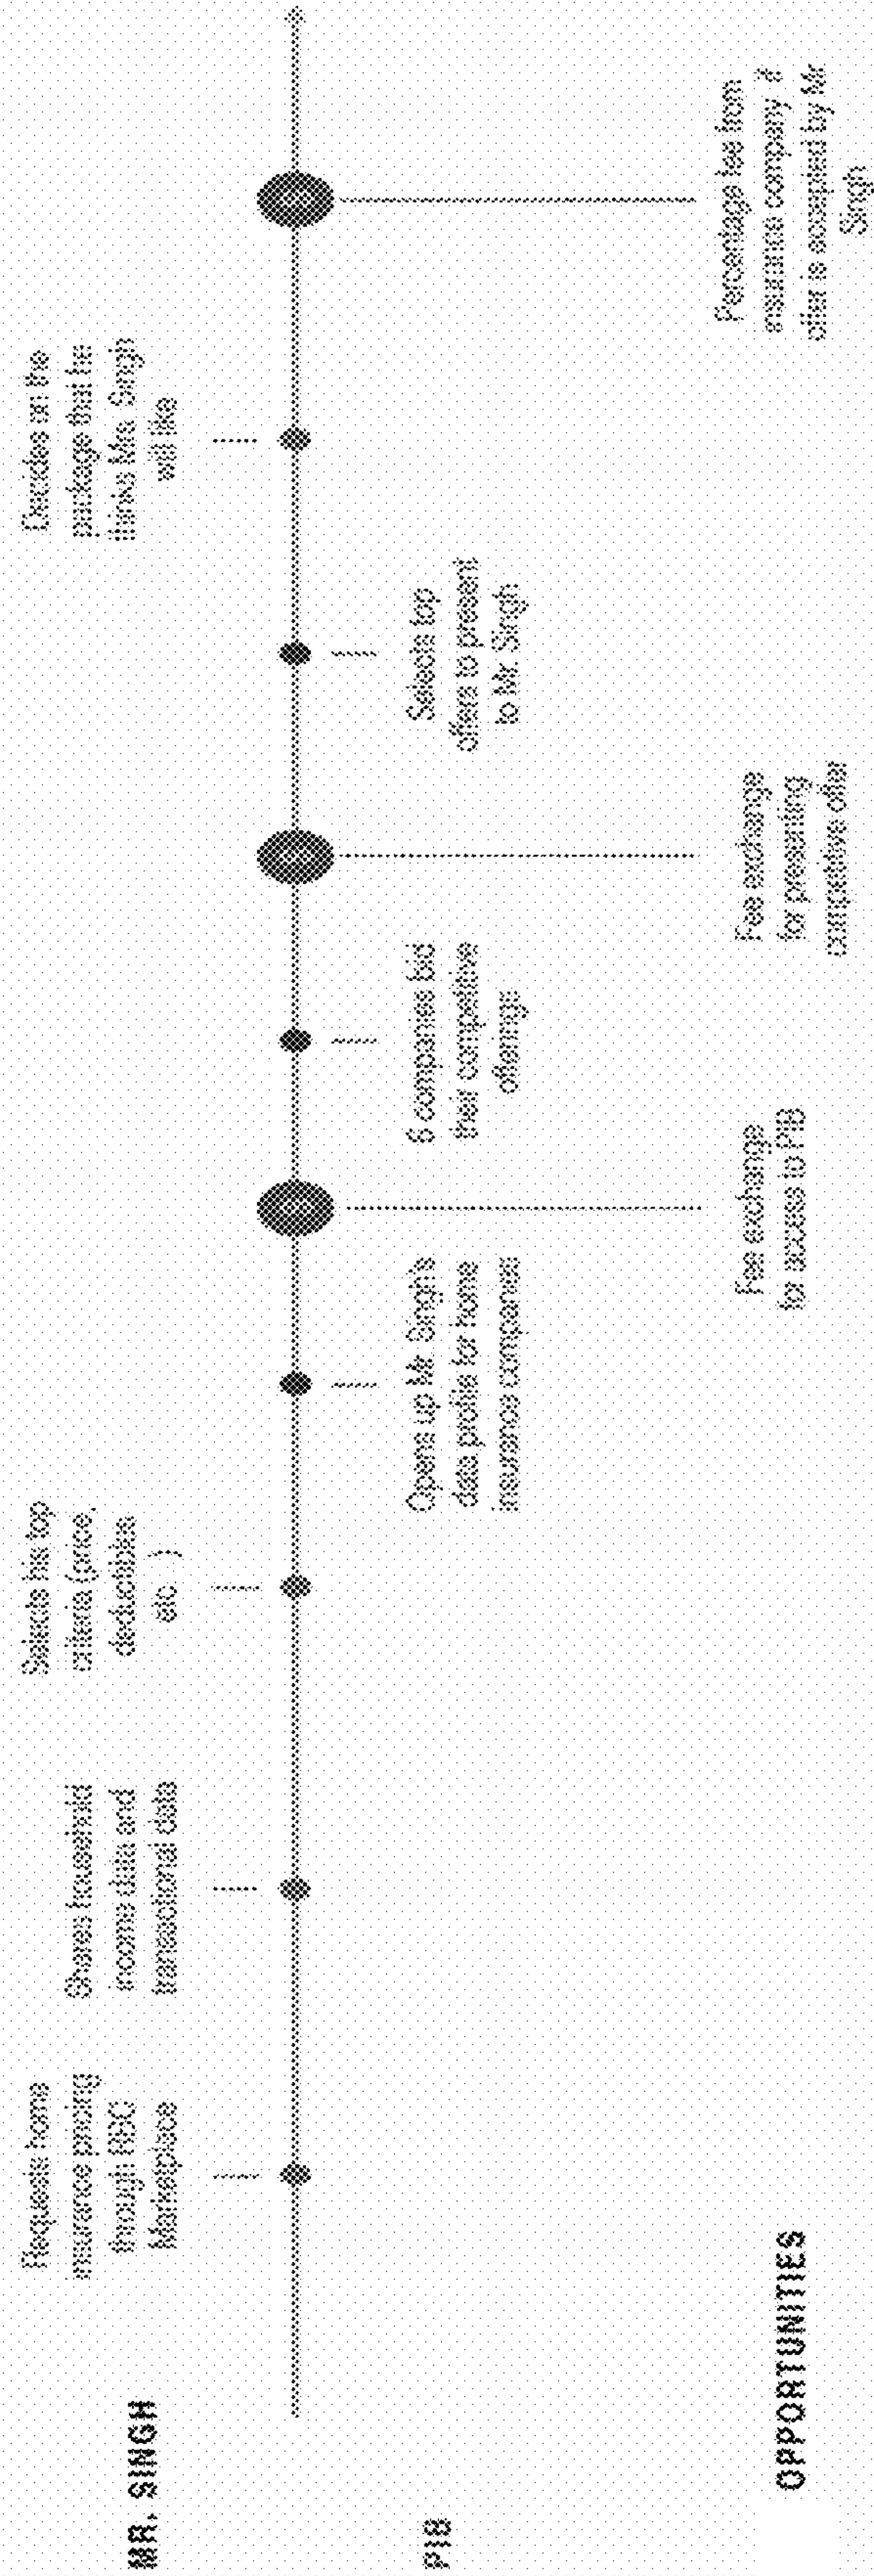 MR. SINGH
Requests home
insurance pricing
through RBC
Marketplace
Shares household
income data and
transactional data
Selects his top
criteria (price,
deductibles,
etc. )
Decides on the
package that he
thinks Mrs. Singh
will like
PIB
Opens up Mr. Singh's
data profile for home
insurance companies
6 companies bid
their competitive
offerings
Selects top
offers to present
to Mr. Singh
OPPORTUNITIES
Fee exchange
for access to PIB
Fee exchange
for presenting
competitive offer
Percentage fee from
insurance company if
offer is accepted by Mr.
Singh